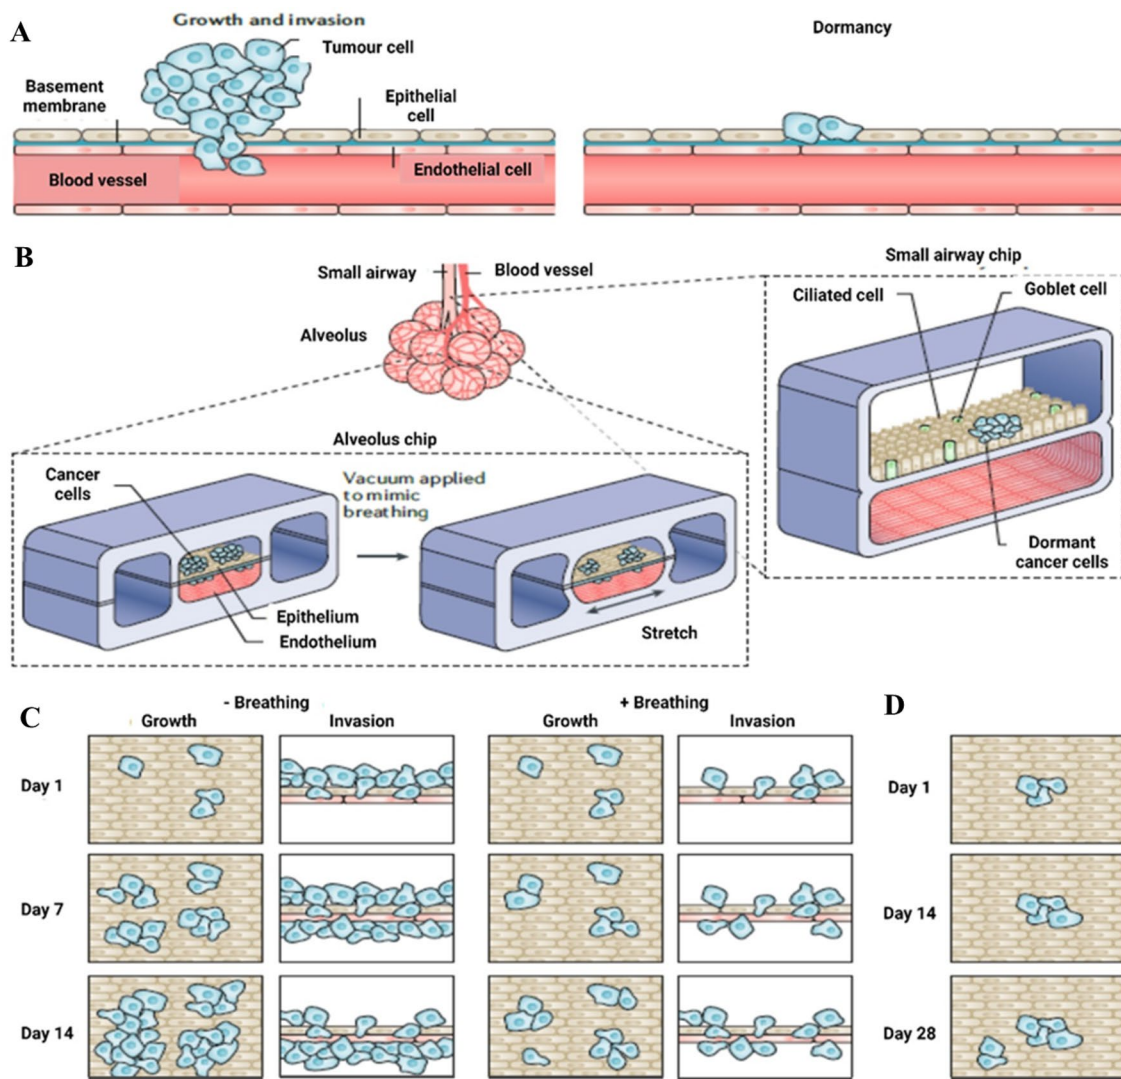 A
Growth and invasion
Tumour cell
Basement
membrane
Epithelial
cell
Blood vessel
Endothelial cell
Dormancy
B
Small airway
Blood vessel
Alveolus
Small airway chip
Ciliated cell
Goblet cell
Dormant
cancer cells
Alveolus chip
Cancer
cells
Vacuum applied
to mimic
breathing
Epithelium
Endothelium
Stretch
C
- Breathing
+ Breathing
Growth
Invasion
Growth
Invasion
Day 1
Day 7
Day 14
D
Day 1
Day 14
Day 28